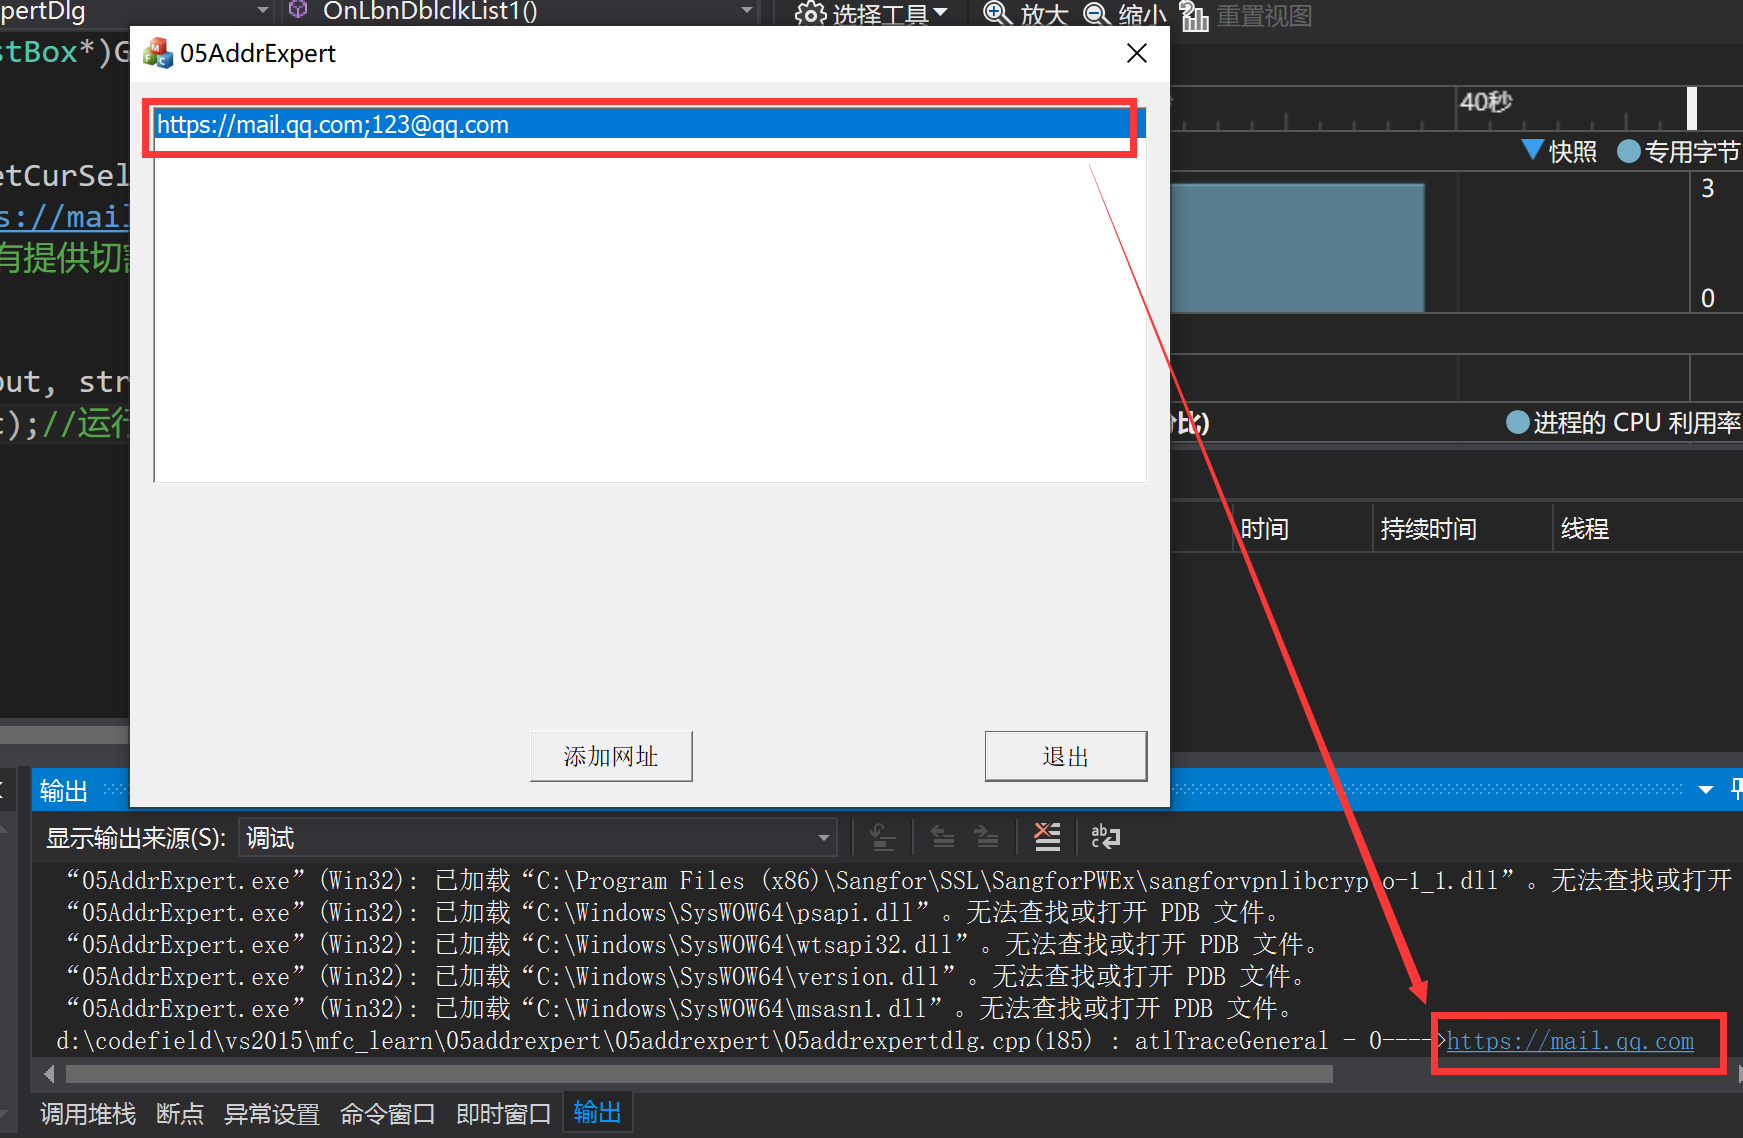 pertDlg
OnLbnDblclkList1()
选择工具
放大
缩小
重置视图
stBox*)G
05AddrExpert
https://mail.qq.com;123@qq.com
40秒
快照
专用字节
etCurSel
s://mail
3
有提供切
0
out, str
t);//运行
比)
进程的 CPU 利用率
时间
持续时间
线程
添加网址
退出
输出
显示输出来源(S):
调试
“05AddrExpert.exe”(Win32): 已加载“C:\Program Files (x86)\Sangfor\SSL\SangforPWEx\sangforvpnlibcryp o-1_1.dll”。无法查找或打开
“05AddrExpert.exe”(Win32): 已加载“C:\Windows\SysWOW64\psapi.dll”。无法查找或打开 PDB 文件。
“05AddrExpert.exe”(Win32): 已加载“C:\Windows\SysWOW64\wtsapi32.dll”。无法查找或打开 PDB 文件。
“05AddrExpert.exe”(Win32): 已加载“C:\Windows\SysWOW64\version.dll”。无法查找或打开 PDB 文件。
“05AddrExpert.exe”(Win32): 已加载“C:\Windows\SysWOW64\msasn1.dll”。无法查找或打开 PDB 文件。
d:\codefield\vs2015\mfc_learn\05addrexpert\05addrexpert\05addrexpertdlg.cpp(185) : atlTraceGeneral - 0---->https://mail.qq.com
调用堆栈
断点
异常设置
命令窗口
即时窗口
输出